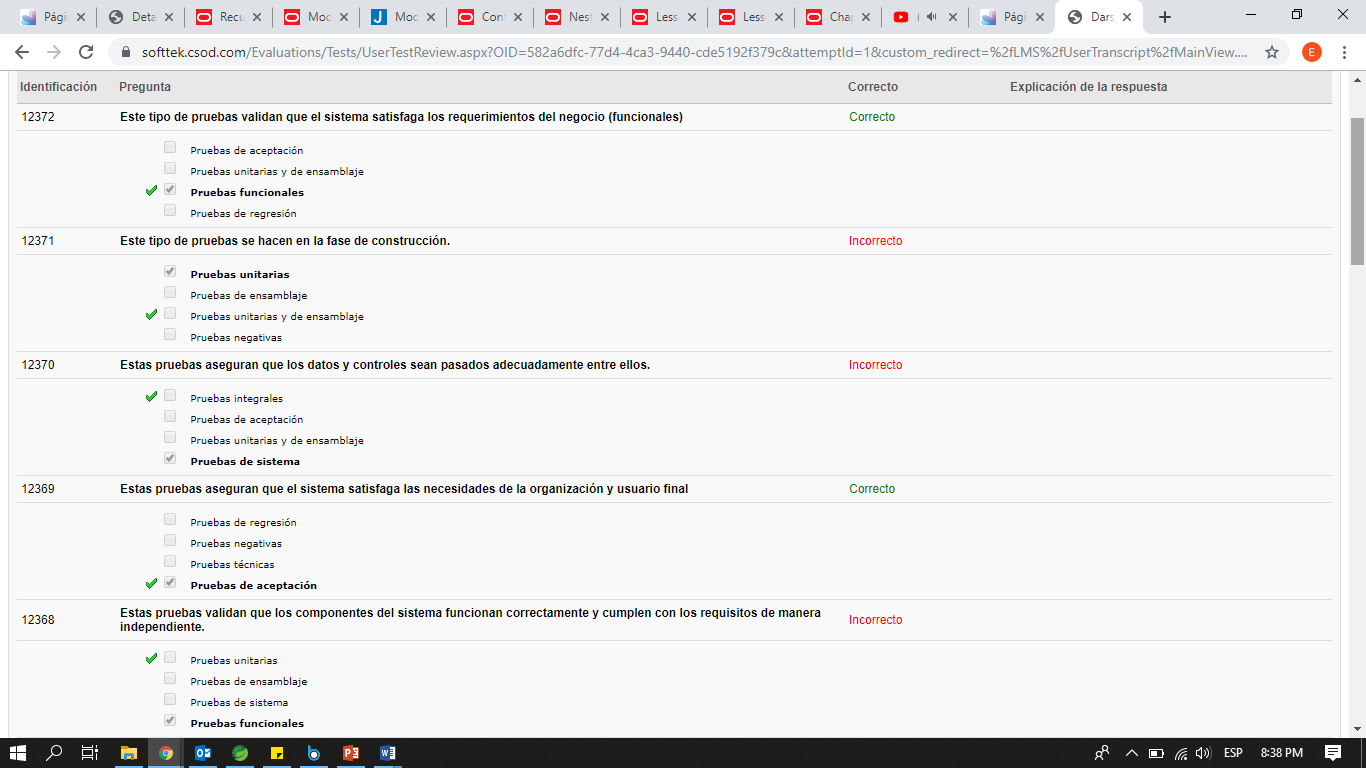 Pági
Deta
Recu
Moc
Moc
Con
Nest
Less
Less
Cha
(
Pági
Dars
softtek.csod.com/Evaluations/Tests/UserTestReview.aspx?OID=582a6dfc-77d4-4ca3-9440-cde5192f379c&attemptId=1&custom_redirect=%2fLMS%2fUserTranscript%2fMainView....
E
Identificación Pregunta Correcto Explicación de la respuesta
12372 Este tipo de pruebas validan que el sistema satisfaga los requerimientos del negocio (funcionales) Correcto
Pruebas de aceptación
Pruebas unitarias y de ensamblaje
Pruebas funcionales
Pruebas de regresión
12371 Este tipo de pruebas se hacen en la fase de construcción. Incorrecto
Pruebas unitarias
Pruebas de ensamblaje
Pruebas unitarias y de ensamblaje
Pruebas negativas
12370 Estas pruebas aseguran que los datos y controles sean pasados adecuadamente entre ellos. Incorrecto
Pruebas integrales
Pruebas de aceptación
Pruebas unitarias y de ensamblaje
Pruebas de sistema
12369 Estas pruebas aseguran que el sistema satisfaga las necesidades de la organización y usuario final Correcto
Pruebas de regresión
Pruebas negativas
Pruebas técnicas
Pruebas de aceptación
12368 Estas pruebas validan que los componentes del sistema funcionan correctamente y cumplen con los requisitos de manera Incorrecto
independiente.
Pruebas unitarias
Pruebas de ensamblaje
Pruebas de sistema
Pruebas funcionales
ESP 8:38 PM